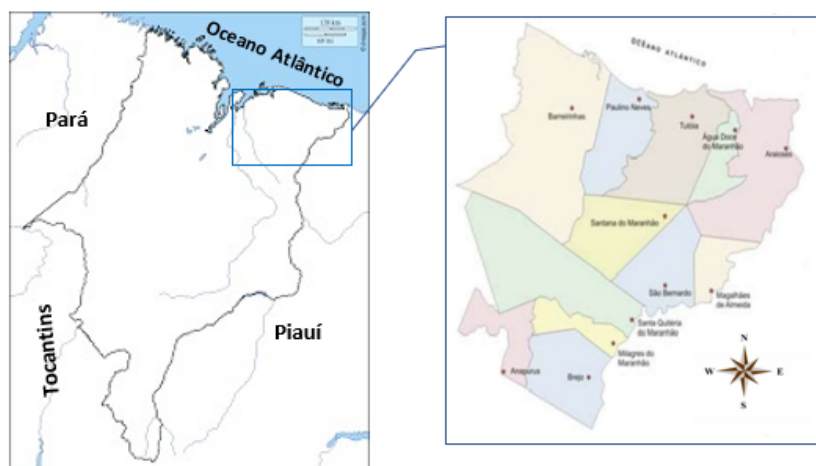 Oceano Atlântico
Pará
Tocantins
Piauí
OCEANO ATLÂNTICO
Barreirinhas
Paulino Neves
Tutóia
Água Doce
do Maranhão
Araioses
Santana do Maranhão
São Bernardo
Magalhães
de Almeida
Santa Quitéria
do Maranhão
Milagres do
Maranhão
Anapurus
Brejo
N
W
E
S